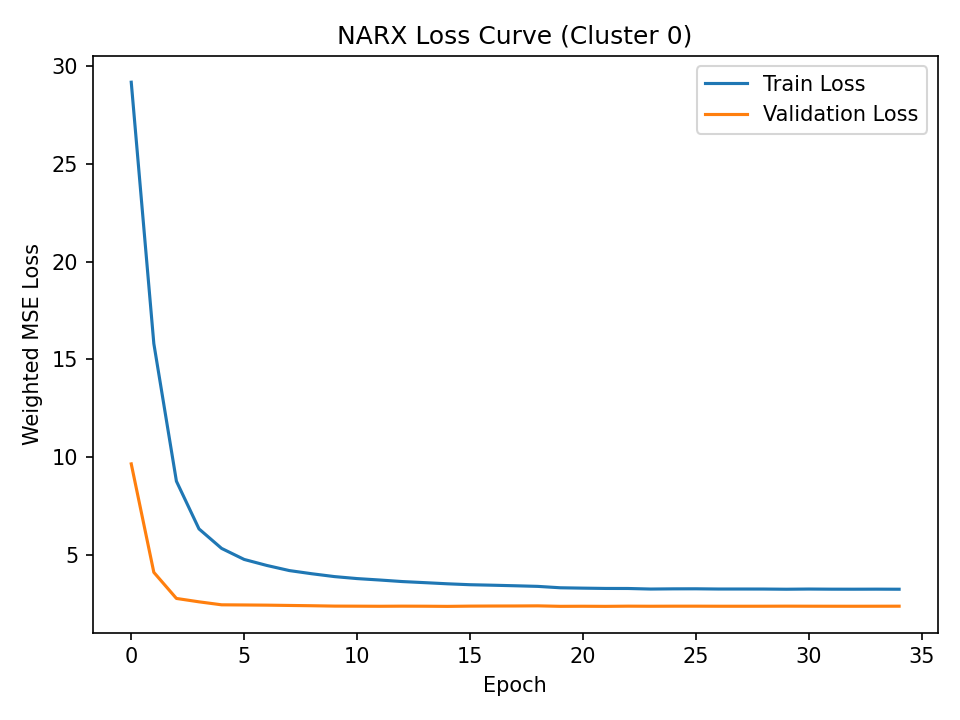 NARX Loss Curve (Cluster 0)
Train Loss
Validation Loss
Weighted MSE Loss
30
25
20
15
10
5
0 5 10 15 20 25 30 35
Epoch